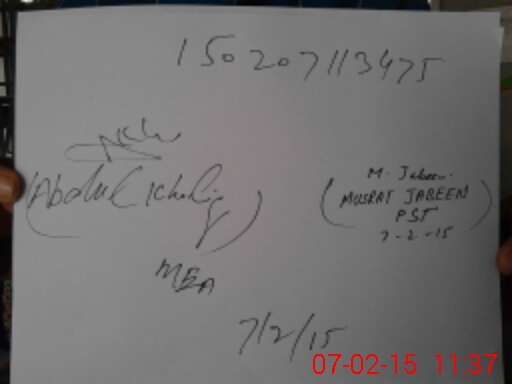 150207113475
(Abdul Khaliq)
MEA
M. Jabeen.
(MUSRAT JABEEN
PST
7-2-15)
7/2/15
07-02-15 11:37